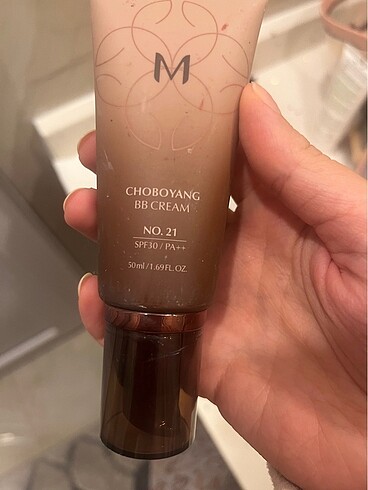 M
CHOBOYANG
BB CREAM
NO. 21
SPF30 / PA++
50ml/1.69FL.OZ.